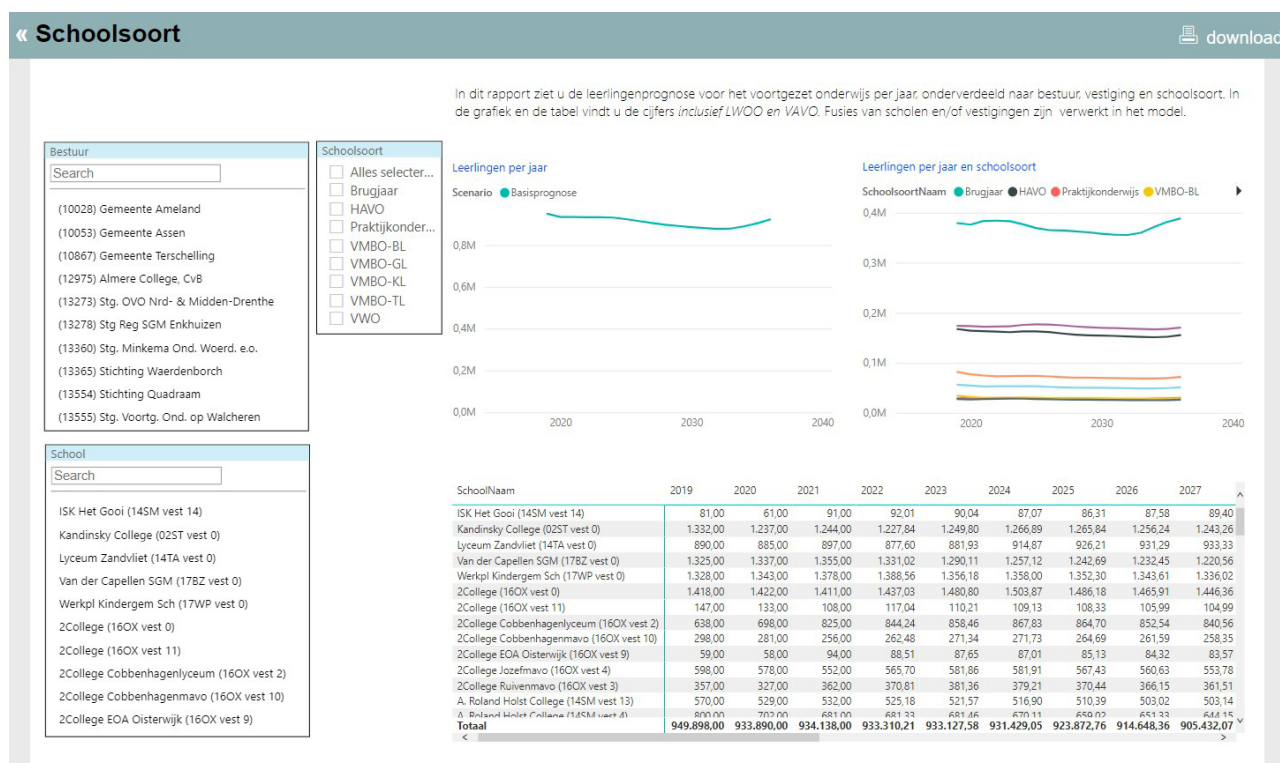 « Schoolsoort
download
In dit rapport ziet u de leerlingenprognose voor het voortgezet onderwijs per jaar, onderverdeeld naar bestuur, vestiging en schoolsoort. In
de grafiek en de tabel vindt u de cijfers inclusief LWOO en VAVO. Fusies van scholen en/of vestigingen zijn verwerkt in het model.
Bestuur
Search
(10028) Gemeente Ameland
(10053) Gemeente Assen
(10867) Gemeente Terschelling
(12975) Almere College, CvB
(13273) Stg. OVO Nrd- & Midden-Drenthe
(13278) Stg Reg SGM Enkhuizen
(13360) Stg. Minkema Ond. Woerd. e.o.
(13365) Stichting Waerdenborch
(13554) Stichting Quadraam
(13555) Stg. Voortg. Ond. op Walcheren
Schoolsoort
Alles selecter...
Brugjaar
HAVO
Praktijkonder...
VMBO-BL
VMBO-GL
VMBO-KL
VMBO-TL
VWO
Leerlingen per jaar
Scenario Basisprognose
0,8M
0,6M
0,4M
0,2M
0,0M
2020 2030 2040
Leerlingen per jaar en schoolsoort
SchoolsoortNaam Brugjaar HAVO Praktijkonderwijs VMBO-BL
0,4M
0,3M
0,2M
0,1M
0,0M
2020 2030 2040
School
Search
ISK Het Gooi (14SM vest 14)
Kandinsky College (02ST vest 0)
Lyceum Zandvliet (14TA vest 0)
Van der Capellen SGM (17BZ vest 0)
Werkpl Kindergem Sch (17WP vest 0)
2College (16OX vest 0)
2College (16OX vest 11)
2College Cobbenhagenlyceum (16OX vest 2)
2College Cobbenhagenmavo (16OX vest 10)
2College EOA Oisterwijk (16OX vest 9)
SchoolNaam 2019 2020 2021 2022 2023 2024 2025 2026 2027
ISK Het Gooi (14SM vest 14) 81,00 61,00 91,00 92,01 90,04 87,07 86,31 87,58 89,40
Kandinsky College (02ST vest 0) 1.332,00 1.237,00 1.244,00 1.227,84 1.249,80 1.266,89 1.265,84 1.256,24 1.243,26
Lyceum Zandvliet (14TA vest 0) 890,00 885,00 897,00 877,60 881,93 914,87 926,21 931,29 933,33
Van der Capellen SGM (17BZ vest 0) 1.325,00 1.337,00 1.355,00 1.331,02 1.290,11 1.257,12 1.242,69 1.232,45 1.220,56
Werkpl Kindergem Sch (17WP vest 0) 1.328,00 1.343,00 1.378,00 1.388,56 1.356,18 1.358,00 1.352,30 1.343,61 1.336,02
2College (16OX vest 0) 1.418,00 1.422,00 1.411,00 1.437,03 1.480,80 1.503,87 1.486,18 1.465,91 1.446,36
2College (16OX vest 11) 147,00 133,00 108,00 117,04 110,21 109,13 108,33 105,99 104,99
2College Cobbenhagenlyceum (16OX vest 2) 638,00 698,00 825,00 844,24 858,46 867,83 864,70 852,54 840,56
2College Cobbenhagenmavo (16OX vest 10) 298,00 281,00 256,00 262,48 271,34 271,73 264,69 261,59 258,35
2College EOA Oisterwijk (16OX vest 9) 59,00 58,00 94,00 88,51 87,65 87,01 85,13 84,32 83,57
2College Jozefmavo (16OX vest 4) 598,00 578,00 552,00 565,70 581,86 581,91 567,43 560,63 553,78
2College Ruivenmavo (16OX vest 3) 357,00 327,00 362,00 370,81 381,36 379,21 370,44 366,15 361,51
A. Roland Holst College (14SM vest 13) 570,00 529,00 532,00 525,18 521,57 516,90 510,39 503,02 503,14
A. Roland Holst College (14SM vest 4) 800,00 702,00 681,00 681,33 681,46 670,11 659,02 651,33 644,15
Totaal 949.898,00 933.890,00 934.138,00 933.310,21 933.127,58 931.429,05 923.872,76 914.648,36 905.432,07